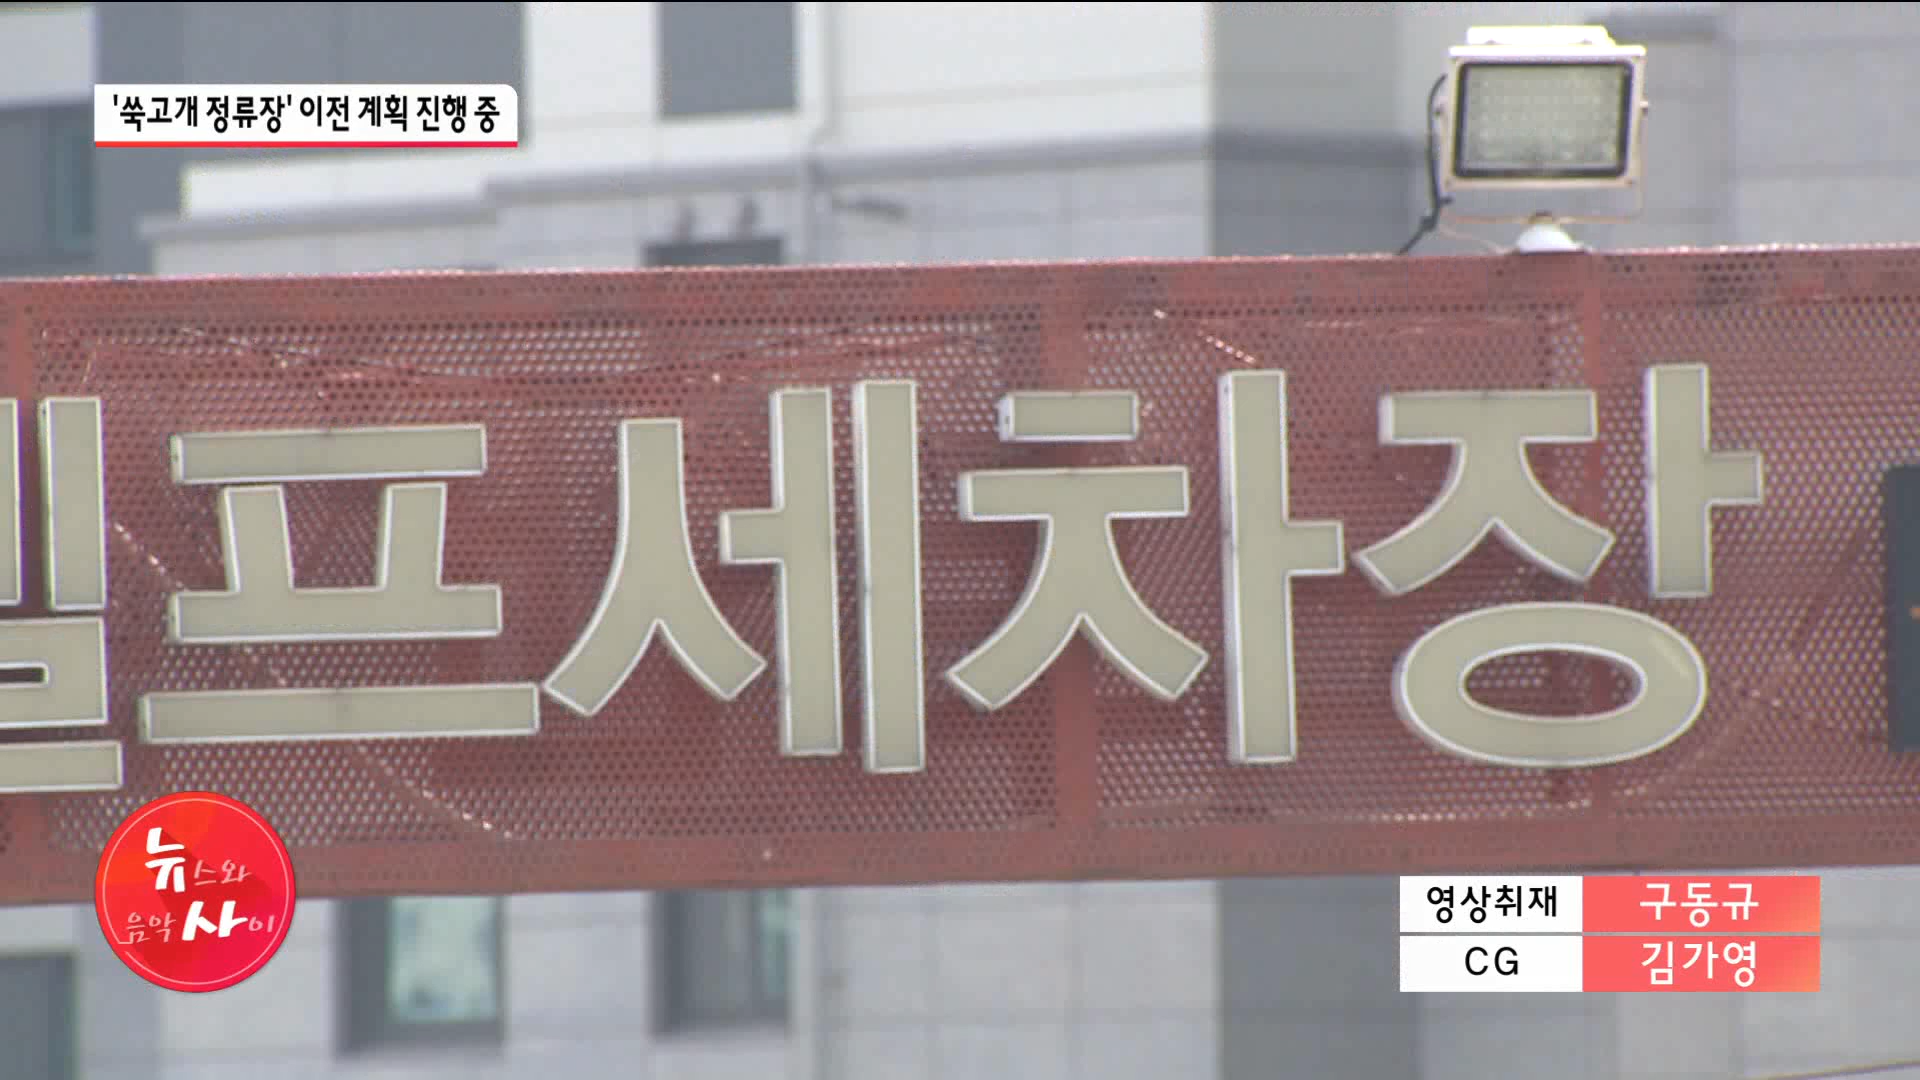 '쑥고개 정류장' 이전 계획 진행 중
셀프세차장
뉴스와
음악 사이
영상취재 구동규
CG 김가영